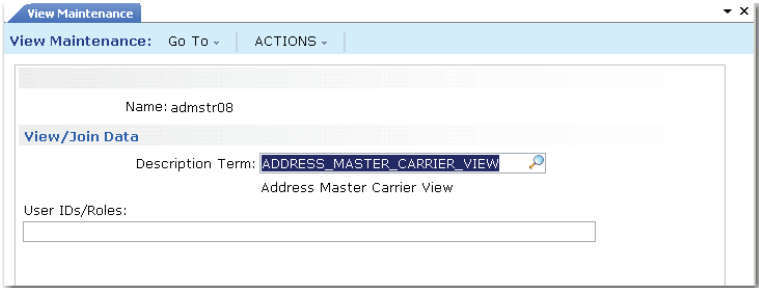 View Maintenance
View Maintenance: Go To ACTIONS
Name: admstr08
View/Join Data
Description Term: ADDRESS_MASTER_CARRIER_VIEW
Address Master Carrier View
User IDs/Roles: